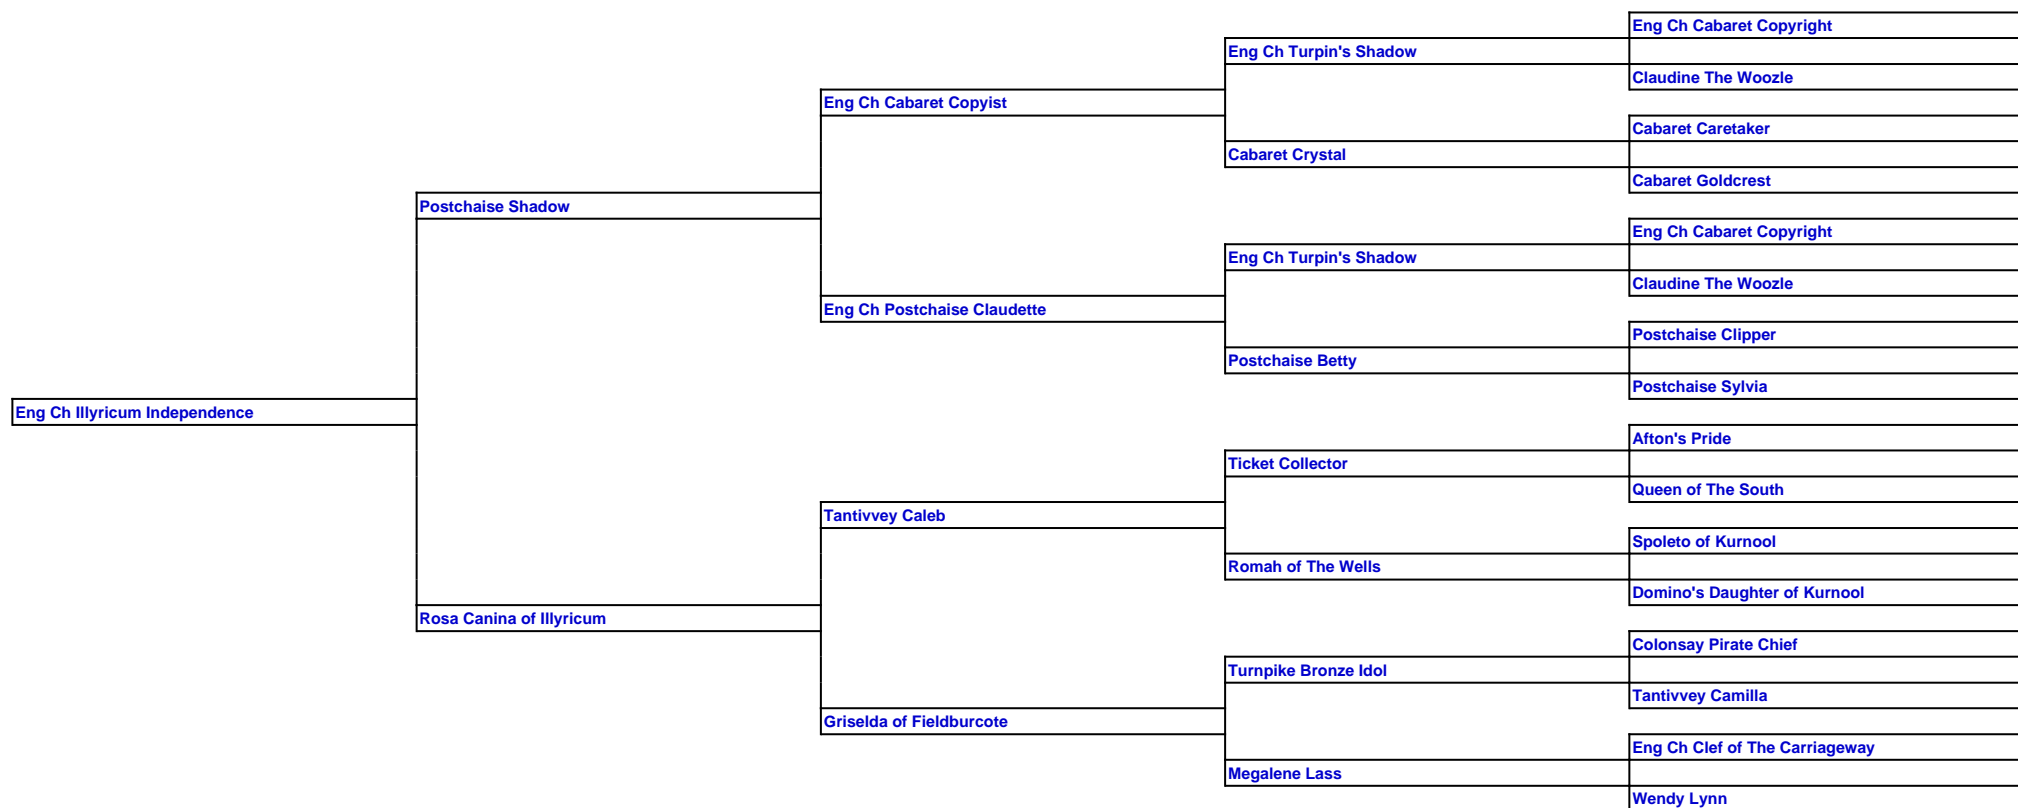 Eng Ch Cabaret Copyright
Eng Ch Turpin's Shadow
Claudine The Woozle
Eng Ch Cabaret Copyist
Cabaret Caretaker
Cabaret Crystal
Cabaret Goldcrest
Postchaise Shadow
Eng Ch Cabaret Copyright
Eng Ch Turpin's Shadow
Claudine The Woozle
Eng Ch Postchaise Claudette
Postchaise Clipper
Postchaise Betty
Postchaise Sylvia
Eng Ch Illyricum Independence
Afton's Pride
Ticket Collector
Queen of The South
Tantivvey Caleb
Spoleto of Kurnool
Romah of The Wells
Domino's Daughter of Kurnool
Rosa Canina of Illyricum
Colonsay Pirate Chief
Turnpike Bronze Idol
Tantivvey Camilla
Griselda of Fieldburcote
Eng Ch Clef of The Carriageway
Megalene Lass
Wendy Lynn